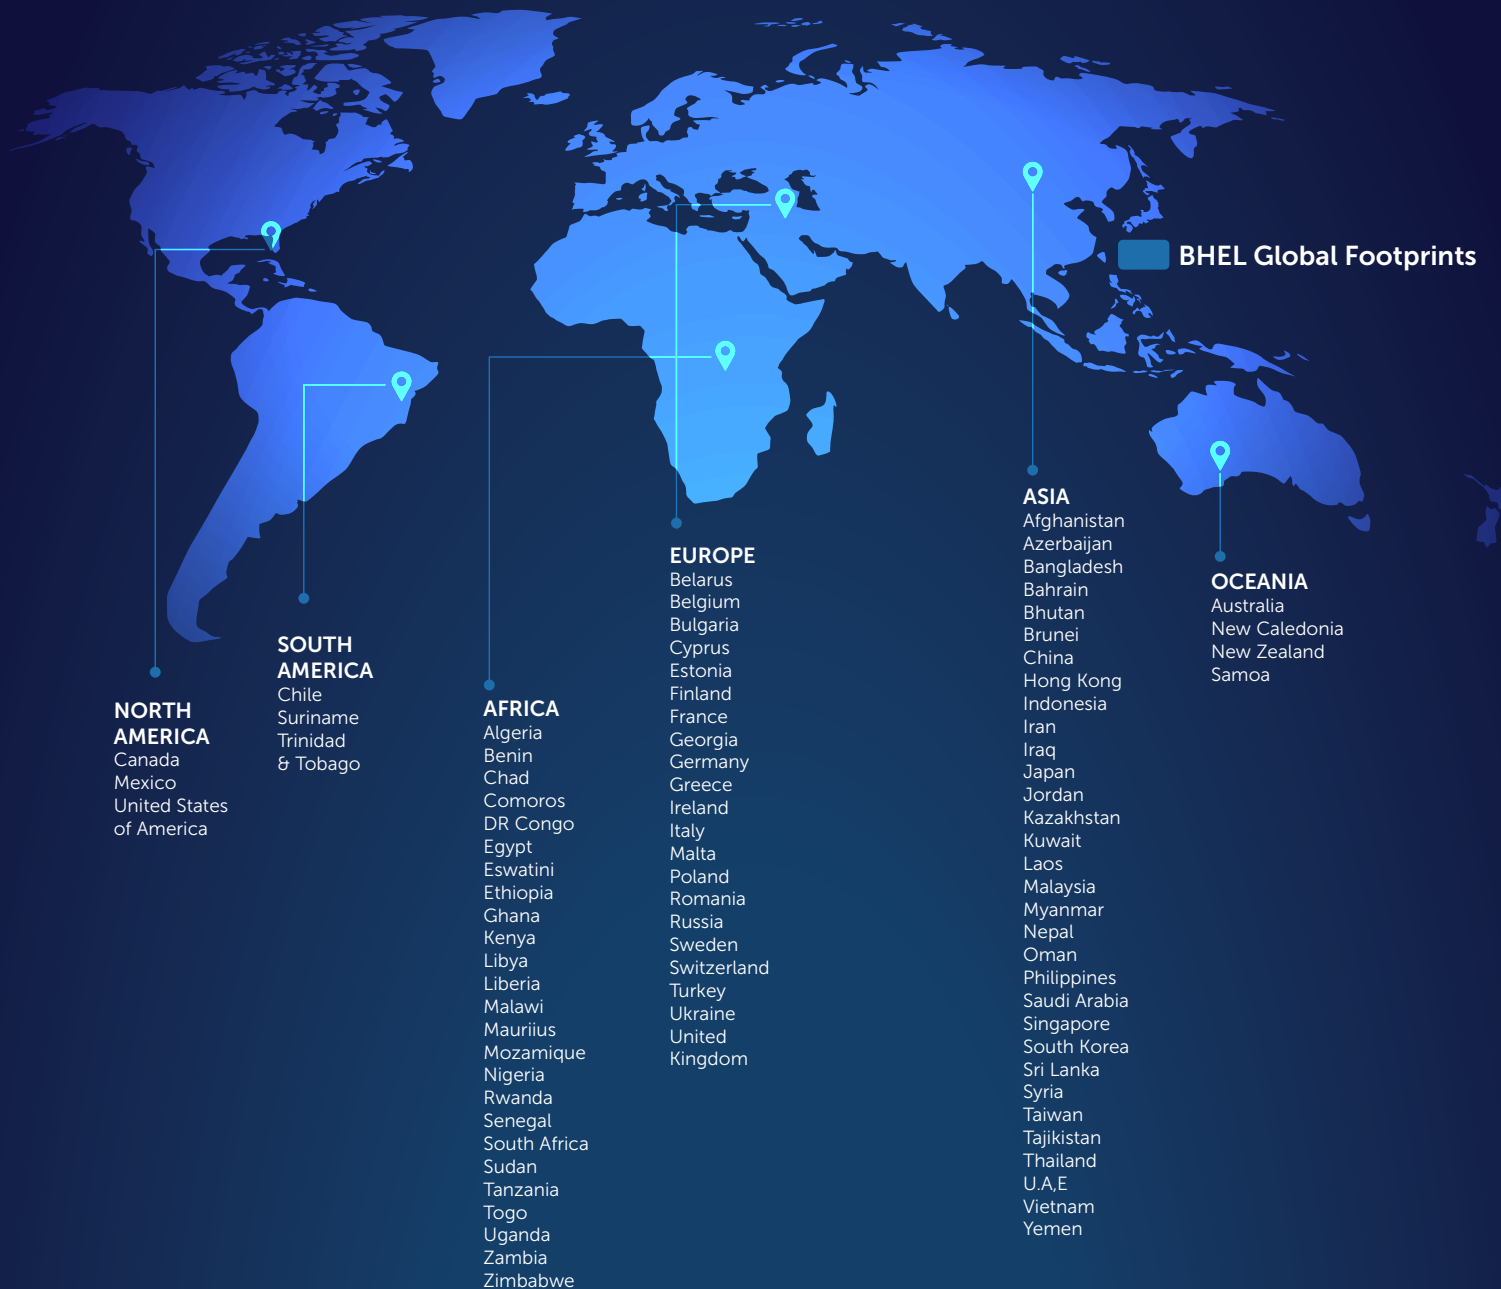 BHEL Global Footprints
NORTH
AMERICA
Canada
Mexico
United States
of America
SOUTH
AMERICA
Chile
Suriname
Trinidad
& Tobago
AFRICA
Algeria
Benin
Chad
Comoros
DR Congo
Egypt
Eswatini
Ethiopia
Ghana
Kenya
Libya
Liberia
Malawi
Mauriius
Mozamique
Nigeria
Rwanda
Senegal
South Africa
Sudan
Tanzania
Togo
Uganda
Zambia
Zimbabwe
EUROPE
Belarus
Belgium
Bulgaria
Cyprus
Estonia
Finland
France
Georgia
Germany
Greece
Ireland
Italy
Malta
Poland
Romania
Russia
Sweden
Switzerland
Turkey
Ukraine
United
Kingdom
ASIA
Afghanistan
Azerbaijan
Bangladesh
Bahrain
Bhutan
Brunei
China
Hong Kong
Indonesia
Iran
Iraq
Japan
Jordan
Kazakhstan
Kuwait
Laos
Malaysia
Myanmar
Nepal
Oman
Philippines
Saudi Arabia
Singapore
South Korea
Sri Lanka
Syria
Taiwan
Tajikistan
Thailand
U.A,E
Vietnam
Yemen
OCEANIA
Australia
New Caledonia
New Zealand
Samoa